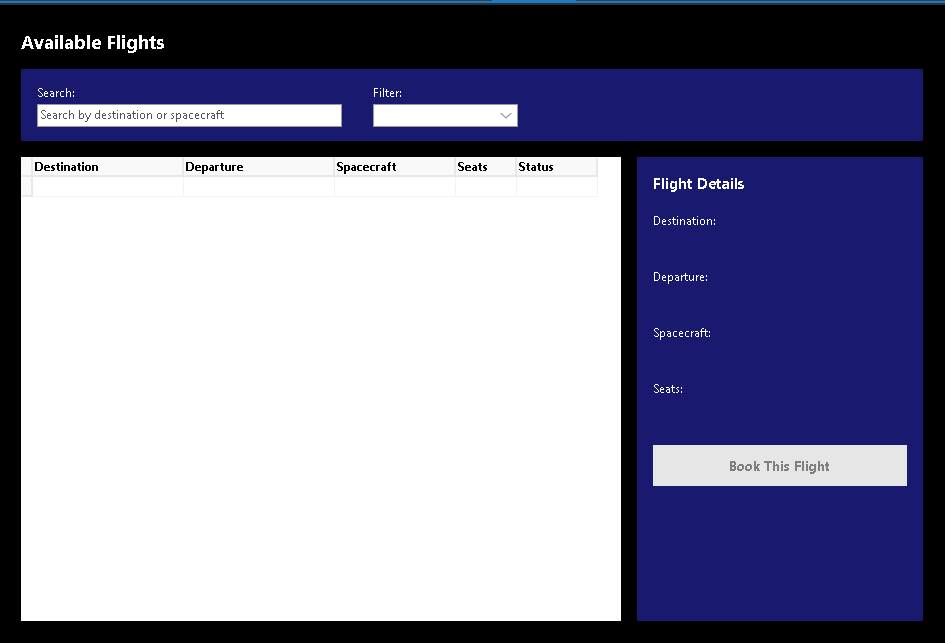 Available Flights
Search:
Filter:
Search by destination or spacecraft
Destination Departure Spacecraft Seats Status
Flight Details
Destination:
Departure:
Spacecraft:
Seats:
Book This Flight